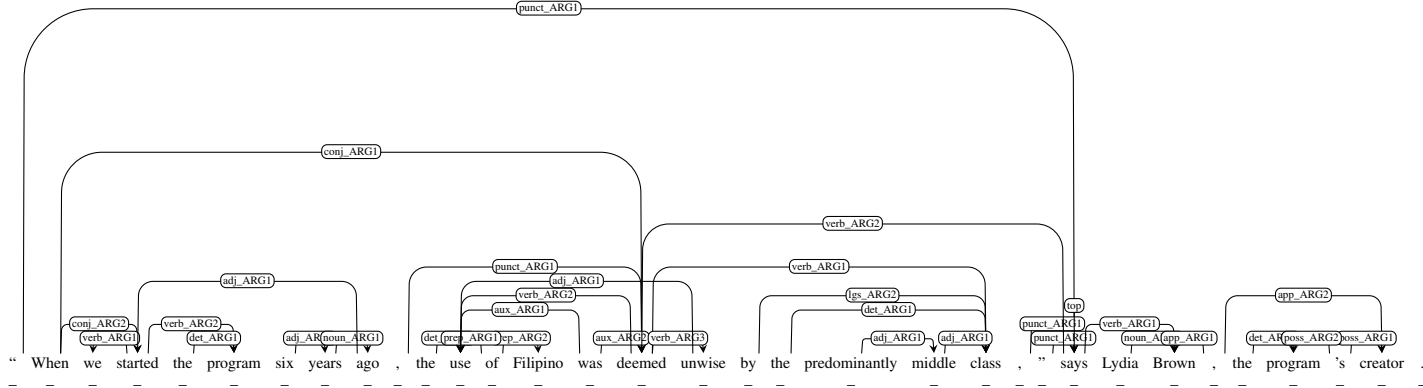 punct_ARG1
conj_ARG1
verb_ARG2
punct_ARG1 verb_ARG1
adj_ARG1 adj_ARG1
verb_ARG2 lgs_ARG2 app_ARG2
top
aux_ARG1 det_ARG1
conj_ARG2 verb_ARG2 punct_ARG1 verb_ARG1
verb_ARG1 det_ARG1 noun_ARG1 prep_ARG1 aux_ARG2 verb_ARG3 adj_ARG1 adj_ARG1 punct_ARG1 app_ARG1 poss_ARG2
“ When we started the program six years ago , the use of Filipino was deemed unwise by the predominantly middle class , ” says Lydia Brown , the program ’s creator .